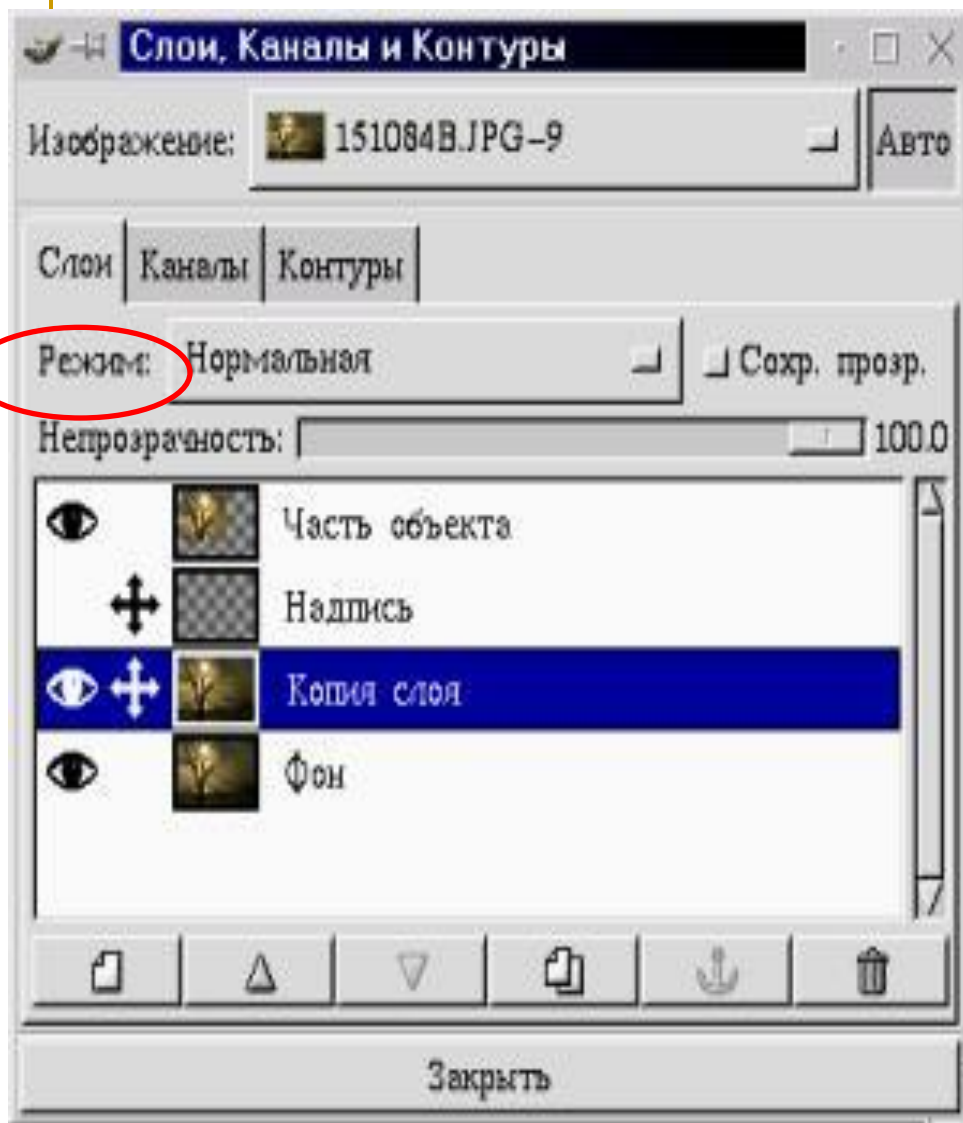 Слои, Каналы и Контуры
Изображение: 151084B.JPG-9 Авто
Слои Каналы Контуры
Режим: Нормальная Сохр. прозр.
Непрозрачность: 100.0
Часть объекта
Надпись
Копия слоя
Фон
Закрыть